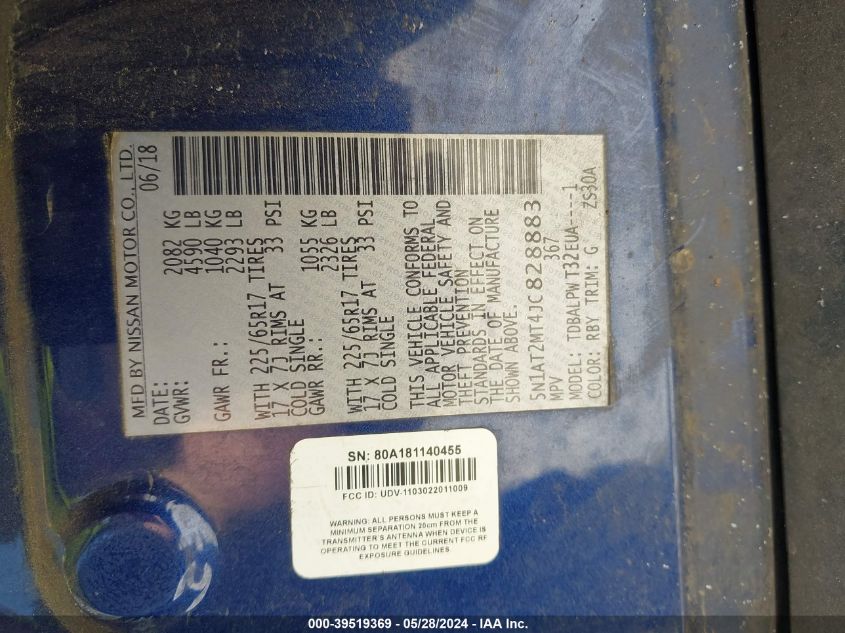 MFD BY NISSAN MOTOR CO., LTD.
DATE: 06/18
GVWR: 2082 KG
4590 LB
GAWR FR.: 1040 KG
2293 LB
WITH 225/65R17 TIRES
17 X 7J RIMS AT 33 PSI
COLD SINGLE
GAWR RR.: 1055 KG
2326 LB
WITH 225/65R17 TIRES
17 X 7J RIMS AT 33 PSI
COLD SINGLE
THIS VEHICLE CONFORMS TO
ALL APPLICABLE FEDERAL
MOTOR VEHICLE SAFETY AND
THEFT PREVENTION
STANDARDS IN EFFECT ON
THE DATE OF MANUFACTURE
SHOWN ABOVE.
5N1AT2MT4JC828883
MPV 367
MODEL: TDBALPW T32EUA----1
COLOR: RBY TRIM: G ZS30A
SN: 80A181140455
FCC ID: UDV-1103022011009
WARNING: ALL PERSONS MUST KEEP A
MINIMUM SEPARATION 20cm FROM THE
TRANSMITTER'S ANTENNA WHEN DEVICE IS
OPERATING TO MEET THE CURRENT FCC RF
EXPOSURE GUIDELINES.
000-39519369 - 05/28/2024 - IAA Inc.